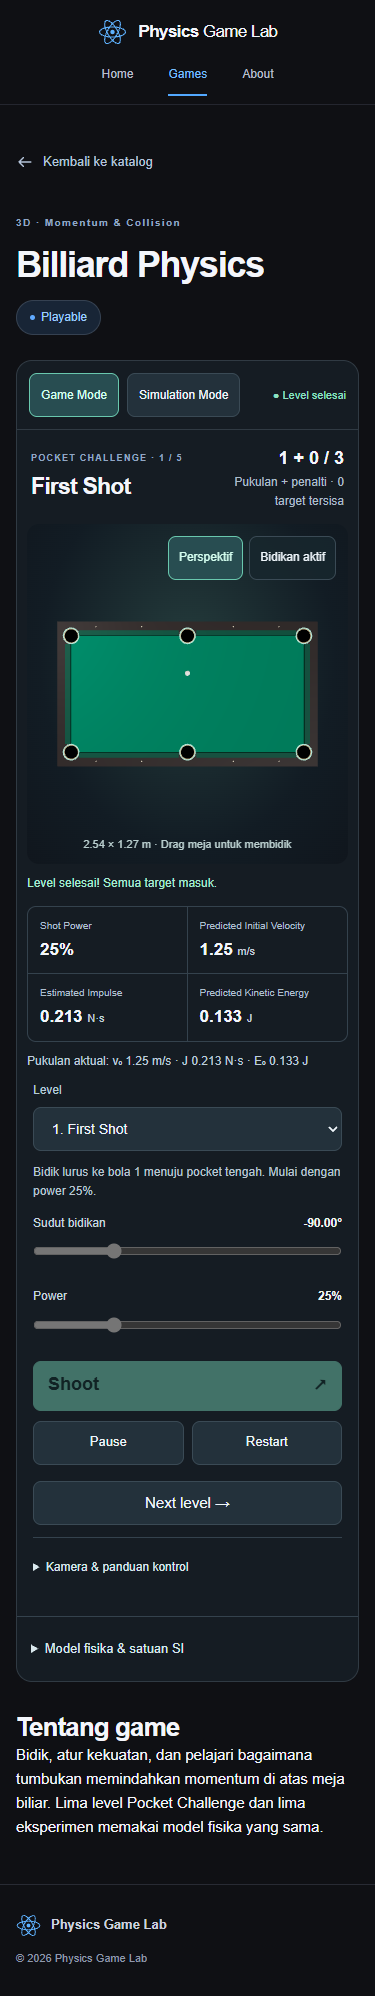 Physics Game Lab
Home Games About
← Kembali ke katalog
3D · Momentum & Collision
Billiard Physics
Playable
Game Mode Simulation Mode Level selesai
POCKET CHALLENGE · 1 / 5
1 + 0 / 3
First Shot
Pukulan + penalti · 0
target tersisa
Perspektif Bidikan aktif
2.54 × 1.27 m · Drag meja untuk membidik
Level selesai! Semua target masuk.
Shot Power
25%
Predicted Initial Velocity
1.25 m/s
Estimated Impulse
0.213 N·s
Predicted Kinetic Energy
0.133 J
Pukulan aktual: v₀ 1.25 m/s · J 0.213 N·s · E₀ 0.133 J
Level
1. First Shot
Bidik lurus ke bola 1 menuju pocket tengah. Mulai dengan
power 25%.
Sudut bidikan -90.00°
Power 25%
Shoot ↗
Pause Restart
Next level →
▶ Kamera & panduan kontrol
▶ Model fisika & satuan SI
Tentang game
Bidik, atur kekuatan, dan pelajari bagaimana
tumbukan memindahkan momentum di atas meja
biliar. Lima level Pocket Challenge dan lima
eksperimen memakai model fisika yang sama.
Physics Game Lab
© 2026 Physics Game Lab